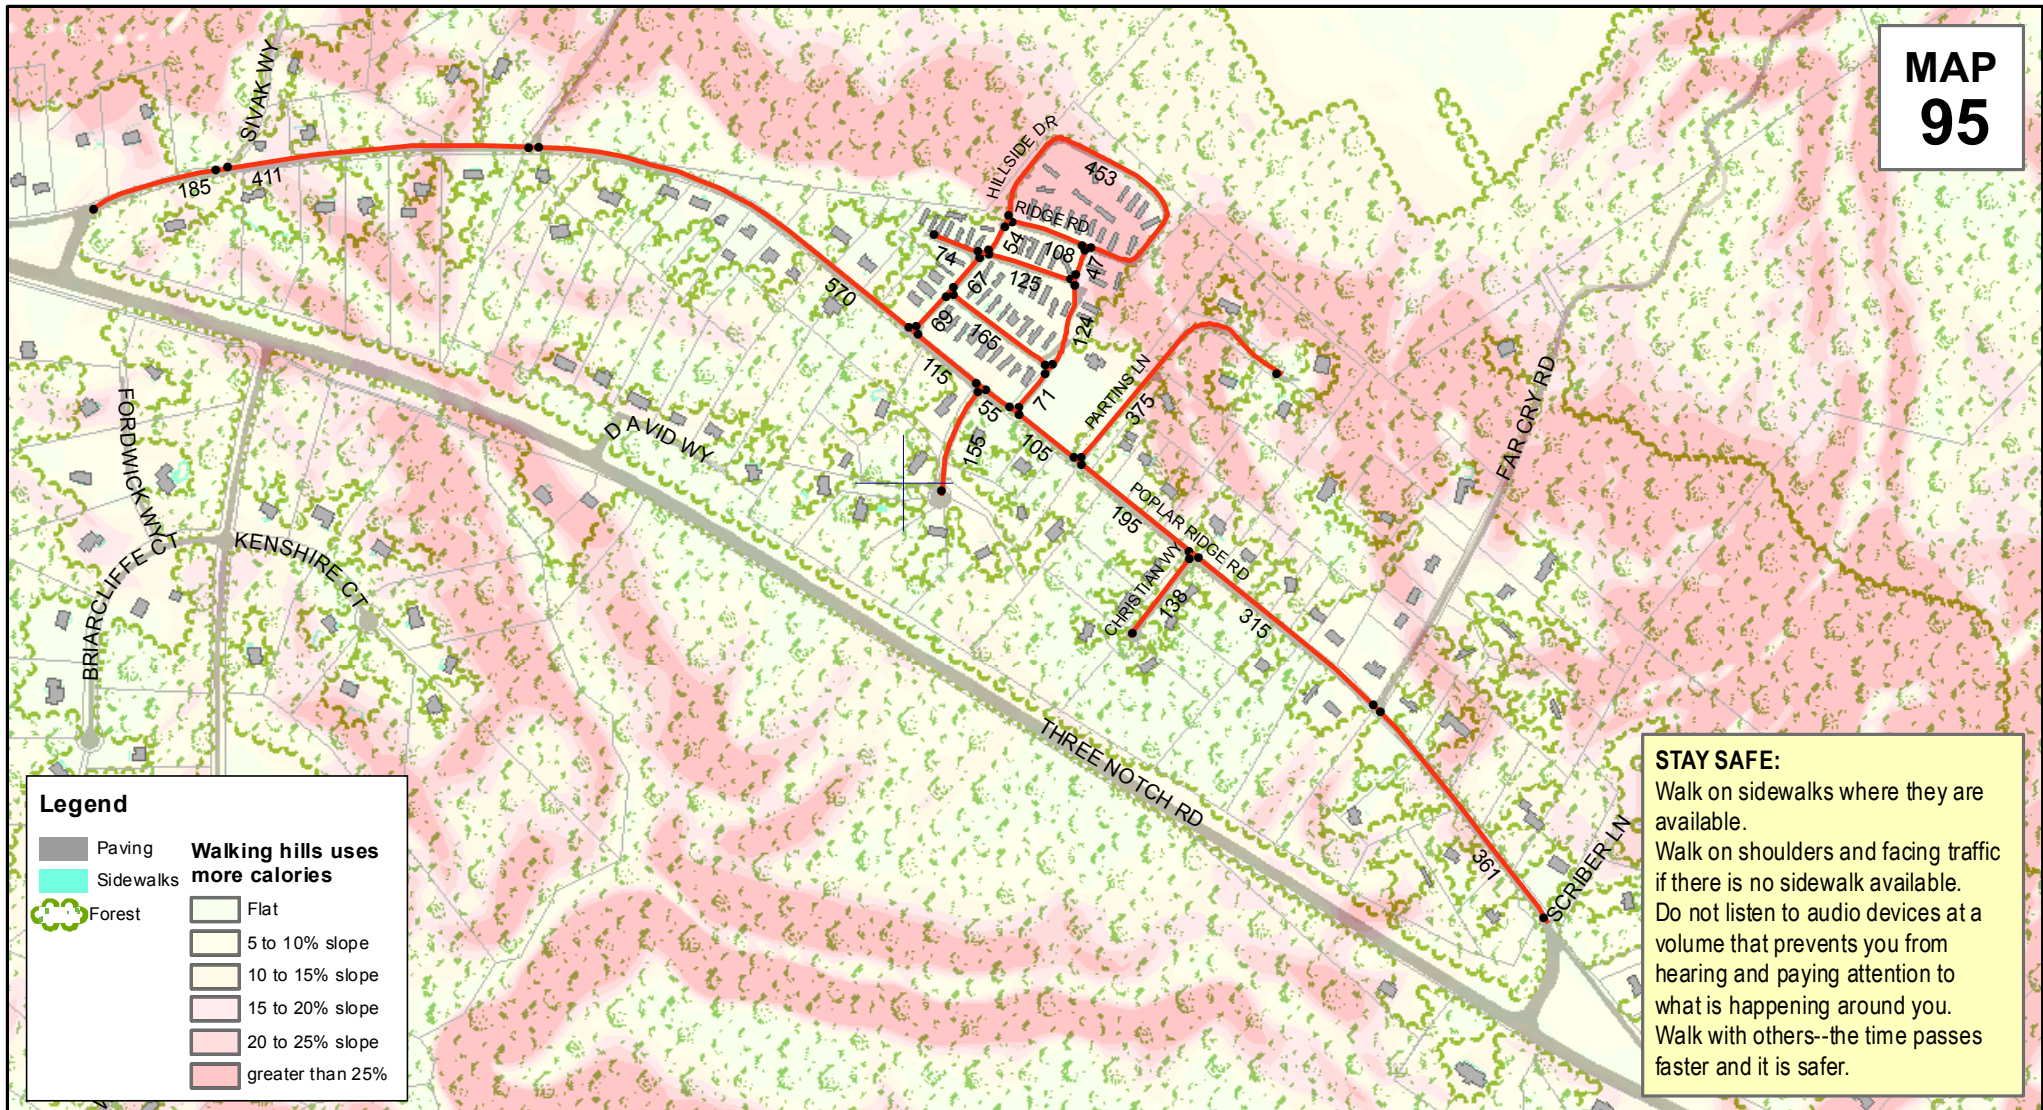 MAP
95
SIVAK WY
185
411
HILLSIDE DR
453
RIDGE RD
54
108
47
74
67
125
570
69
165
124
115
71
PARTINS LN
375
55
155
105
FAR CRY RD
FORDWICK WY
DAVID WY
POPLAR RIDGE RD
195
BRIARCLIFFE CT
KENSHIRE CT
CHRISTIAN WY
138
315
THREE NOTCH RD
361
SCRIBER LN
Legend
Paving
Sidewalks
Forest
Walking hills uses
more calories
Flat
5 to 10% slope
10 to 15% slope
15 to 20% slope
20 to 25% slope
greater than 25%
STAY SAFE:
Walk on sidewalks where they are
available.
Walk on shoulders and facing traffic
if there is no sidewalk available.
Do not listen to audio devices at a
volume that prevents you from
hearing and paying attention to
what is happening around you.
Walk with others--the time passes
faster and it is safer.